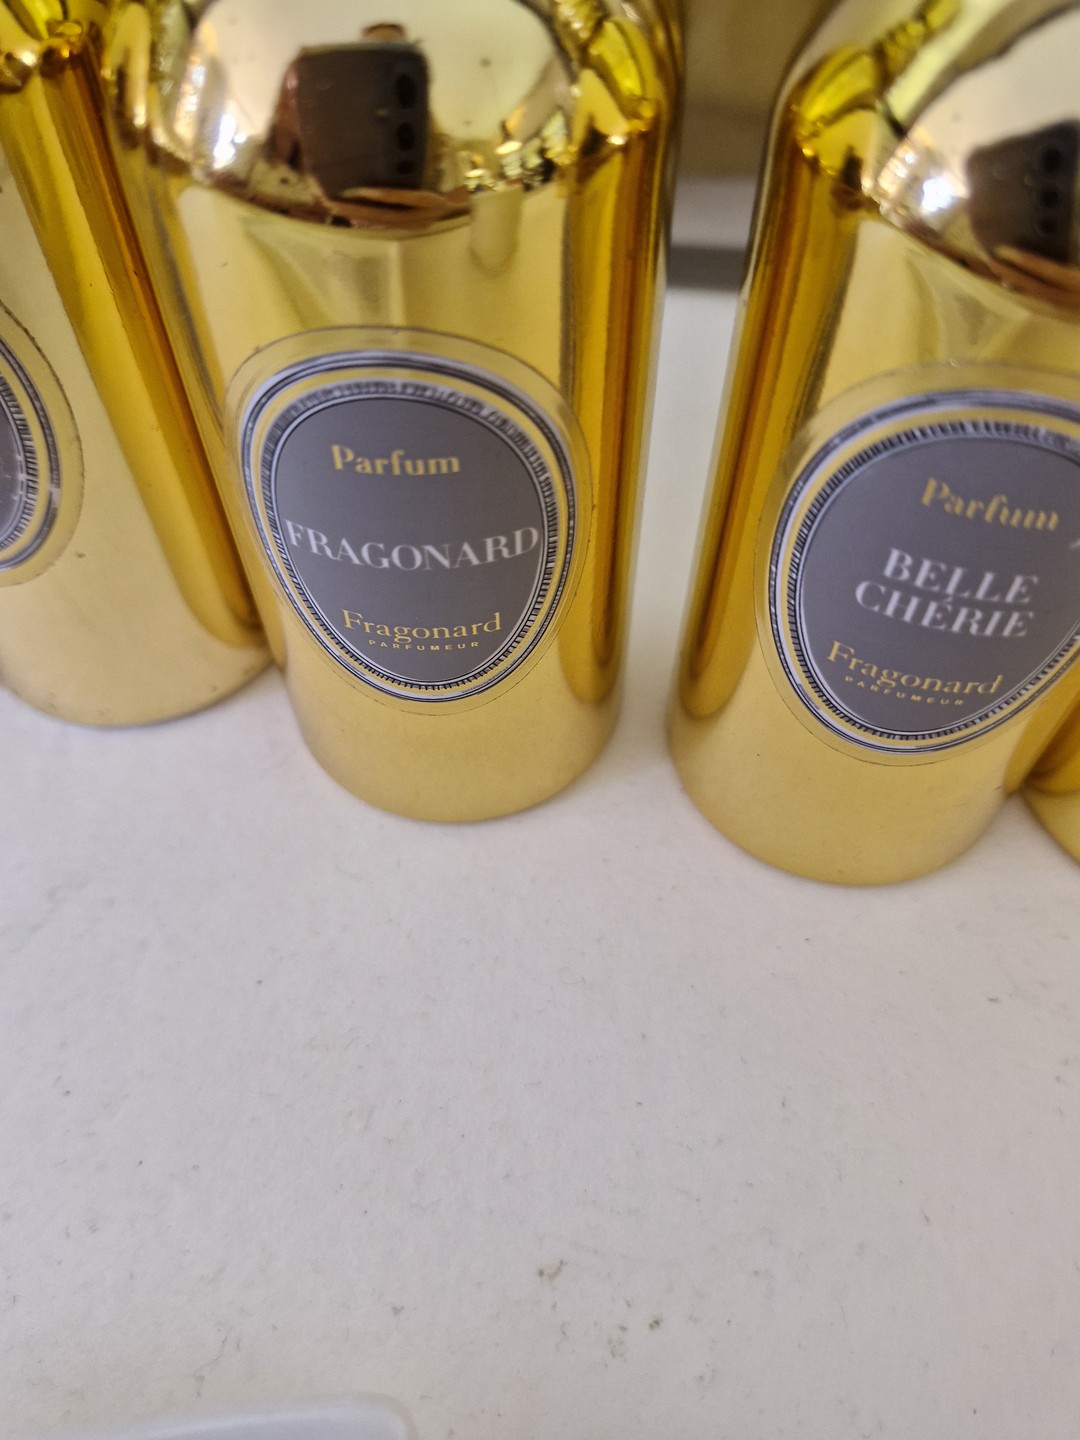 Parfum
FRAGONARD
Fragonard
PARFUMEUR
Parfum
BELLE
CHÉRIE
Fragonard
PARFUMEUR